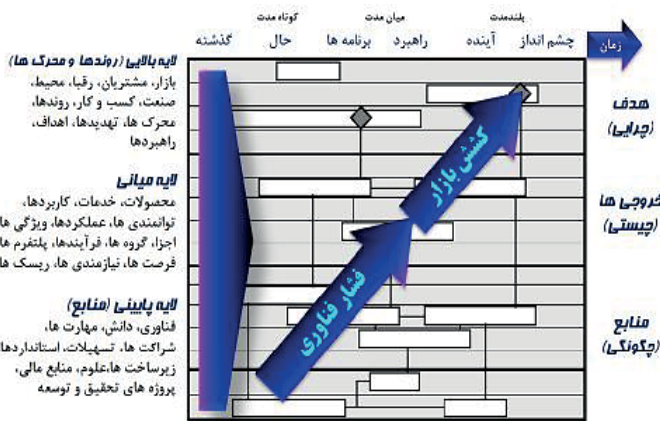 کوتاه مدت
میان مدت
بلندمدت
گذشته
حال
برنامه ها
راهبرد
آینده
چشم انداز
زمان
لایه بالایی (روندها و محرک ها)
بازار، مشتریان، رقبا، محیط،
صنعت، کسب و کار، روندها،
محرک ها، تهدیدها، اهداف،
راهبردها
لایه میانی
محصولات، خدمات، کاربردها،
توانمندی ها، عملکردها، ویژگی ها
اجزا، گروه ها، فرآیندها، پلتفرم ها
فرصت ها، نیازمندی ها، ریسک ها
لایه پایینی (منابع)
فناوری، دانش، مهارت ها،
شراکت ها، تسهیلات، استانداردها
زیرساخت ها،علوم، منابع مالی،
پروژه های تحقیق و توسعه
کشش بازار
فشار فناوری
هدف
(چرایی)
خروجی ها
(چیستی)
منابع
(چگونگی)